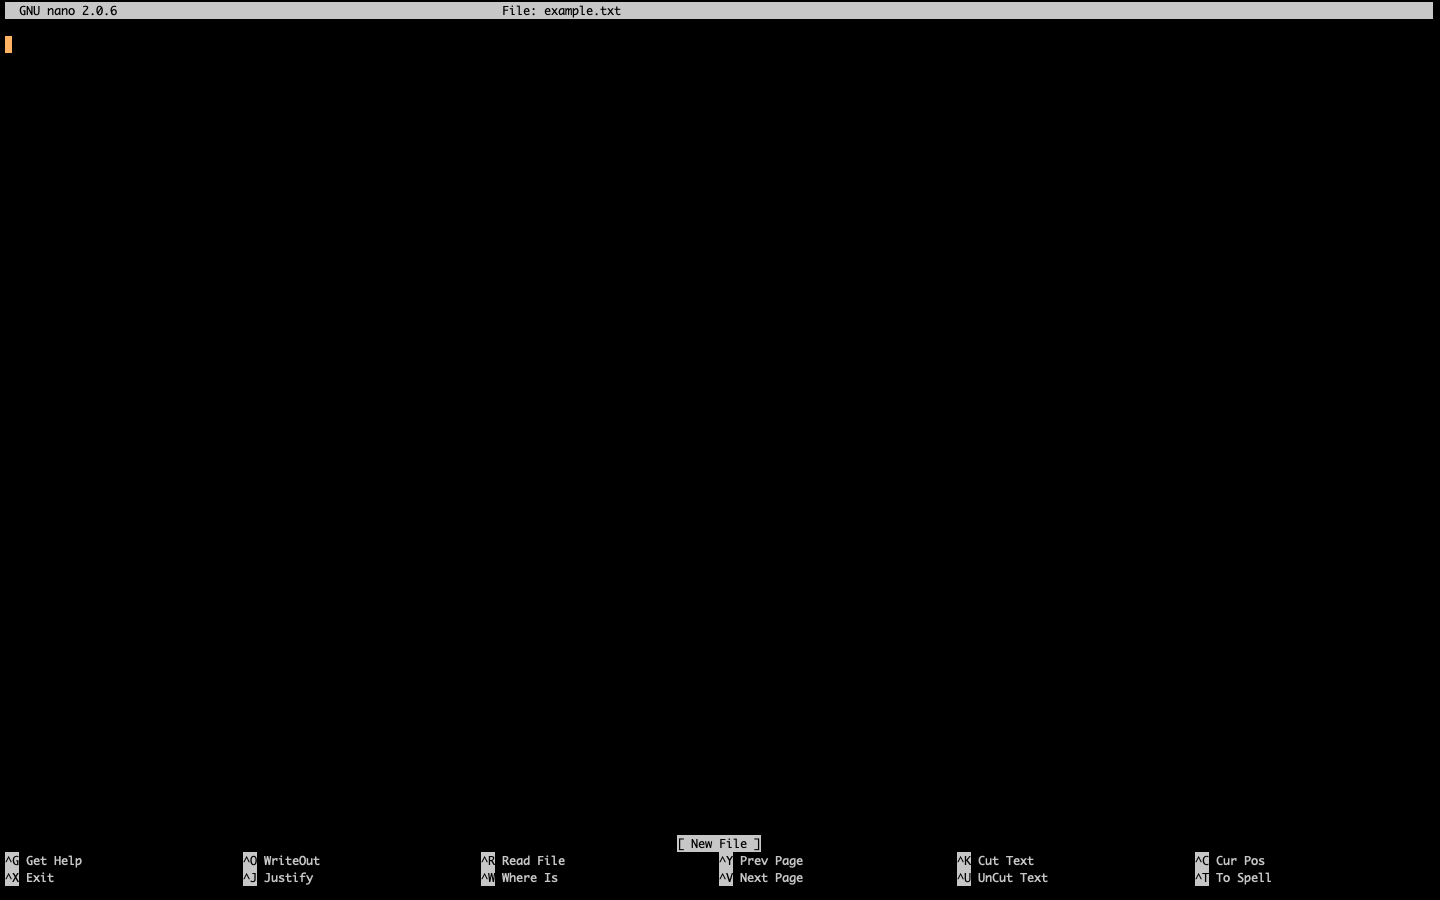 GNU nano 2.0.6 File: example.txt
[ New File ]
^G Get Help ^O WriteOut ^R Read File ^Y Prev Page ^K Cut Text ^C Cur Pos
^X Exit ^J Justify ^W Where Is ^V Next Page ^U UnCut Text ^T To Spell